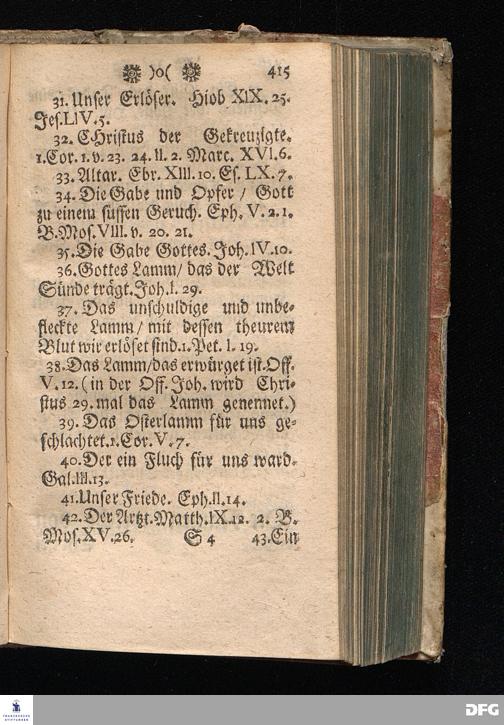 )o( 415
31. Unser Erlöser. Hiob XIX. 25.
Jes. LIV. 5.
32. CHristus der Gekreuzigte.
1. Cor. 1. v. 23. 24. II. 2. Marc. XVI. 6.
33. Altar. Ebr. XIII. 10. Es. LX. 7.
34. Die Gabe und Opfer / Gott
zu einem süssen Geruch. Eph. V. 2. 1.
B. Mos. VIII. v. 20. 21.
35. Die Gabe Gottes. Joh. IV. 10.
36. Gottes Lamm / das der Welt
Sünde trägt. Joh. I. 29.
37. Das unschuldige und unbe-
fleckte Lamm / mit dessen theurem
Blut wir erlöset sind. 1. Pet. I. 19.
38. Das Lamm / das erwürget ist. Off.
V. 12. (in der Off. Joh. wird Chri-
stus 29. mal das Lamm genennet.)
39. Das Osterlamm für uns ge-
schlachtet. 1. Cor. V. 7.
40. Der ein Fluch für uns ward.
Gal. III. 13.
41. Unser Friede. Eph. II. 14.
42. Der Artzt. Matth. IX. 12. 2. B.
Mos. XV. 26. S 4 43. Ein
FRANCKESCHE
STIFTUNGEN
DFG